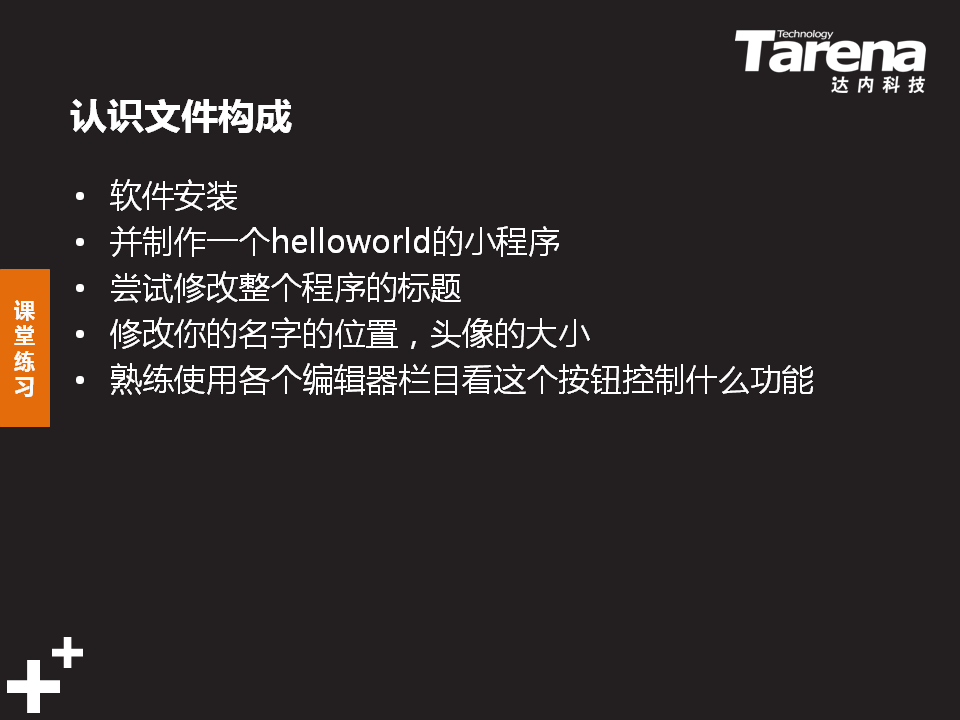 Technology
Tarena
达内科技
认识文件构成
• 软件安装
• 并制作一个helloworld的小程序
• 尝试修改整个程序的标题
• 修改你的名字的位置，头像的大小
• 熟练使用各个编辑器栏目看这个按钮控制什么功能
课
堂
练
习